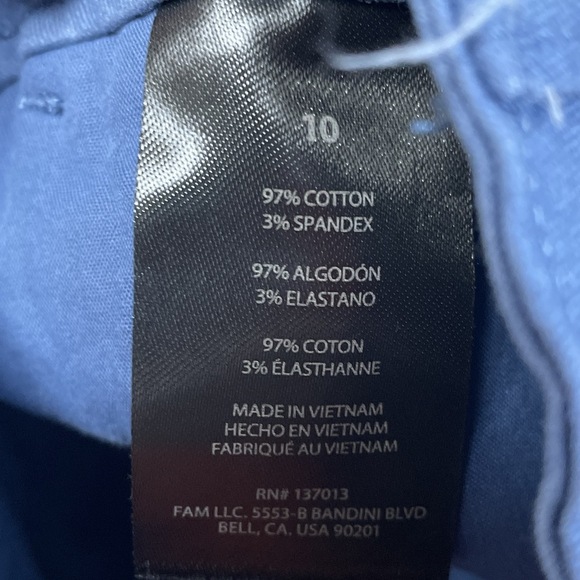 10
97% COTTON
3% SPANDEX
97% ALGODÓN
3% ELASTANO
97% COTON
3% ÉLASTHANNE
MADE IN VIETNAM
HECHO EN VIETNAM
FABRIQUÉ AU VIETNAM
RN# 137013
FAM LLC. 5553-B BANDINI BLVD
BELL, CA. USA 90201